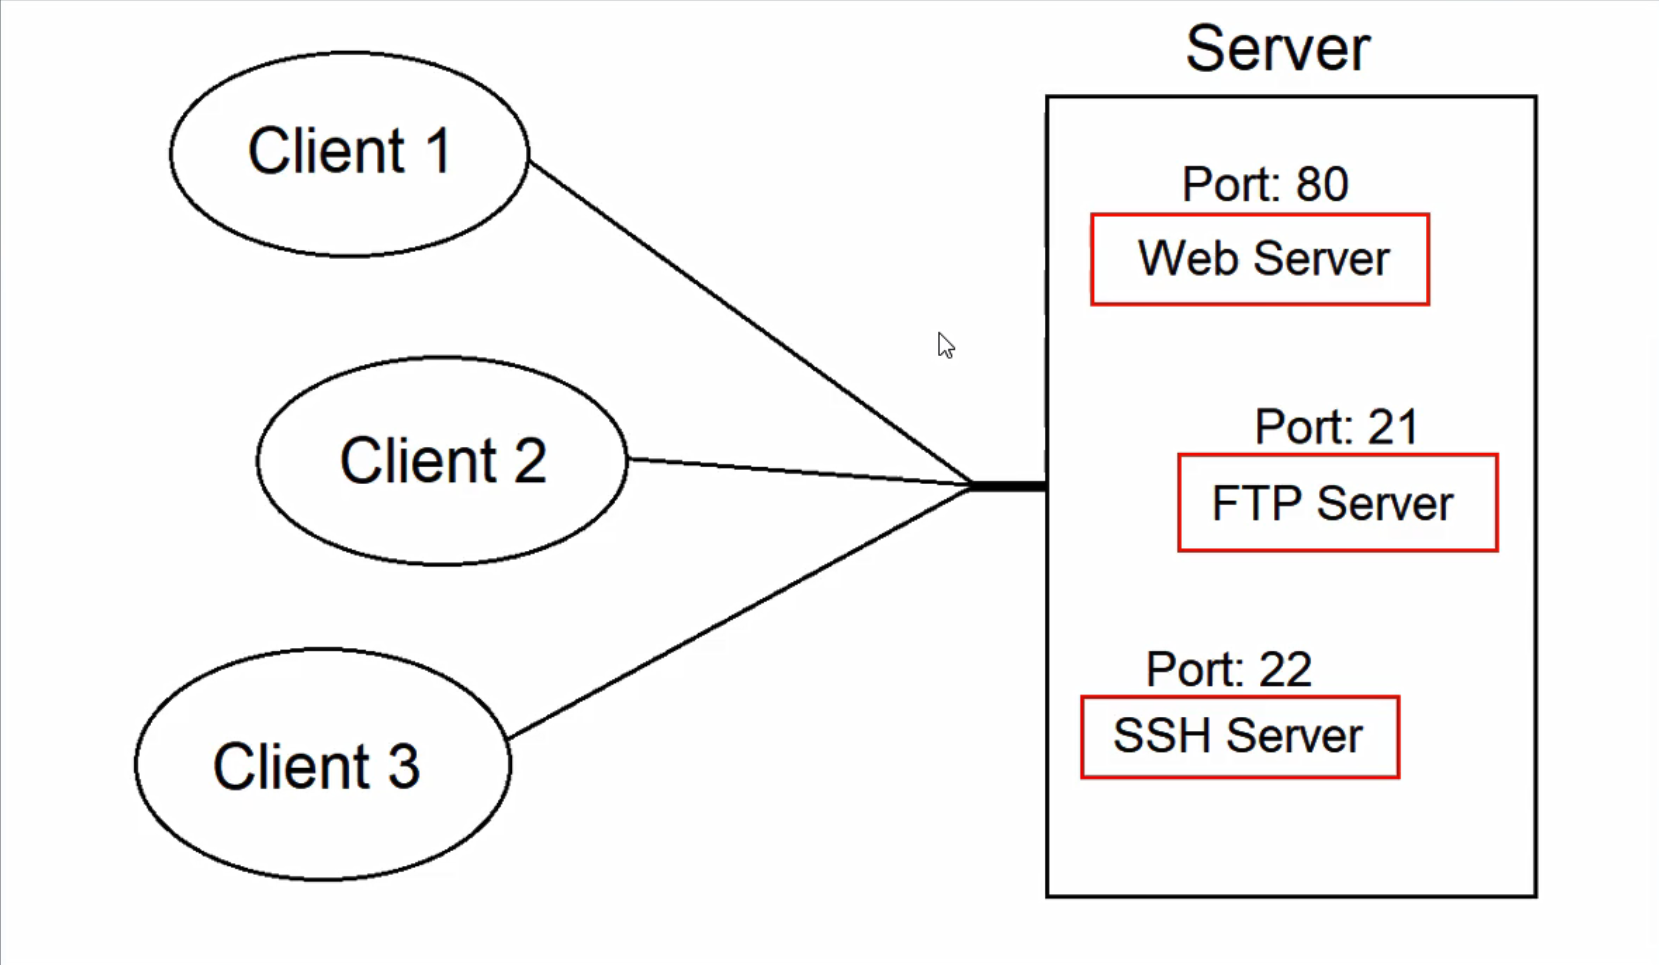 Server
Client 1
Port: 80
Web Server
Client 2
Port: 21
FTP Server
Client 3
Port: 22
SSH Server